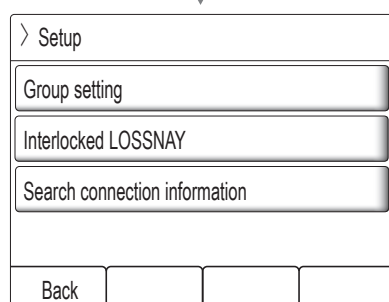 〉Setup
Group setting
Interlocked LOSSNAY
Search connection information
Back